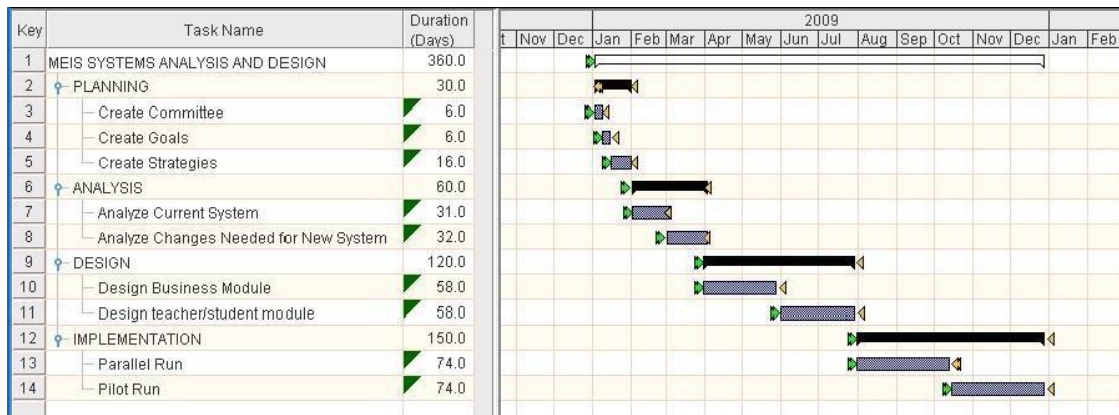 Key Task Name Duration (Days)
2009
t Nov Dec Jan Feb Mar Apr May Jun Jul Aug Sep Oct Nov Dec Jan Feb
1 MEIS SYSTEMS ANALYSIS AND DESIGN 360.0
2 PLANNING 30.0
3 Create Committee 6.0
4 Create Goals 6.0
5 Create Strategies 16.0
6 ANALYSIS 60.0
7 Analyze Current System 31.0
8 Analyze Changes Needed for New System 32.0
9 DESIGN 120.0
10 Design Business Module 58.0
11 Design teacher/student module 58.0
12 IMPLEMENTATION 150.0
13 Parallel Run 74.0
14 Pilot Run 74.0